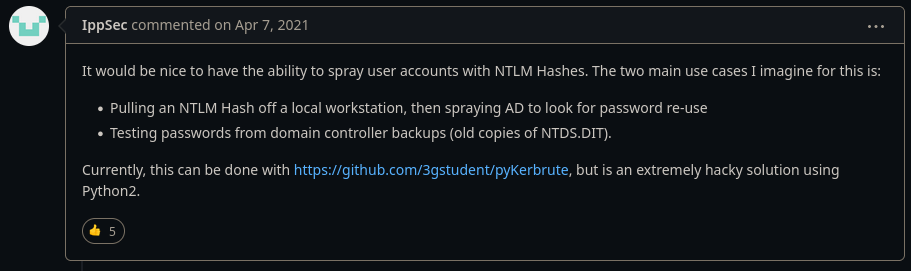 IppSec commented on Apr 7, 2021
It would be nice to have the ability to spray user accounts with NTLM Hashes. The two main use cases I imagine for this is:
• Pulling an NTLM Hash off a local workstation, then spraying AD to look for password re-use
• Testing passwords from domain controller backups (old copies of NTDS.DIT).
Currently, this can be done with https://github.com/3gstudent/pyKerbrute, but is an extremely hacky solution using
Python2.
👍 5